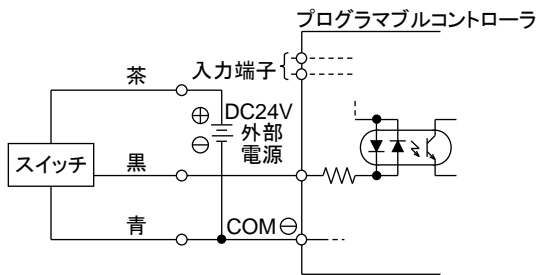 プログラマブルコントローラ
入力端子
茶
⊕
DC24V
外部
電源
⊖
スイッチ
黒
青
COM⊖